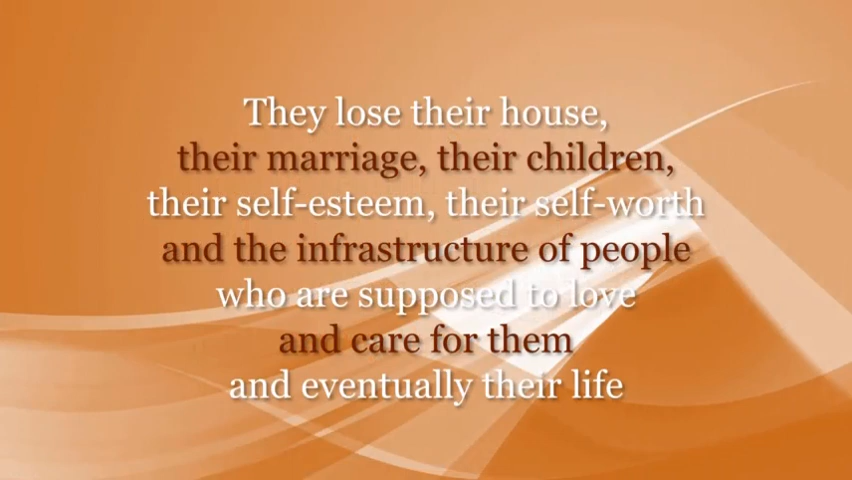 They lose their house,
their marriage, their children,
their self-esteem, their self-worth
and the infrastructure of people
who are supposed to love
and care for them
and eventually their life